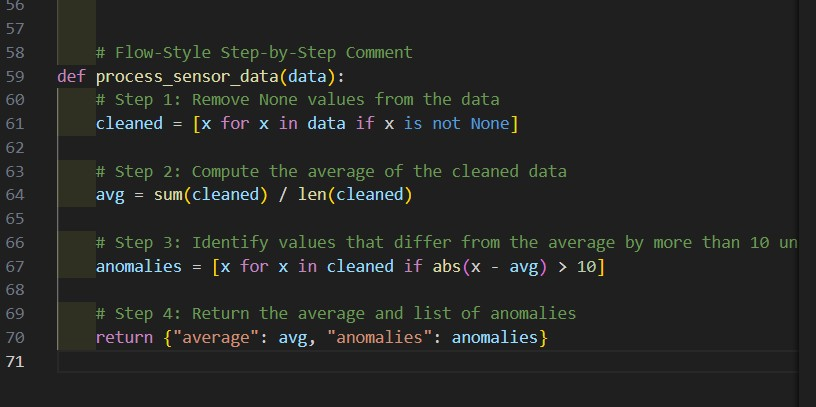 56
57
58     # Flow-Style Step-by-Step Comment
59 def process_sensor_data(data):
60     # Step 1: Remove None values from the data
61     cleaned = [x for x in data if x is not None]
62
63     # Step 2: Compute the average of the cleaned data
64     avg = sum(cleaned) / len(cleaned)
65
66     # Step 3: Identify values that differ from the average by more than 10 un
67     anomalies = [x for x in cleaned if abs(x - avg) > 10]
68
69     # Step 4: Return the average and list of anomalies
70     return {"average": avg, "anomalies": anomalies}
71